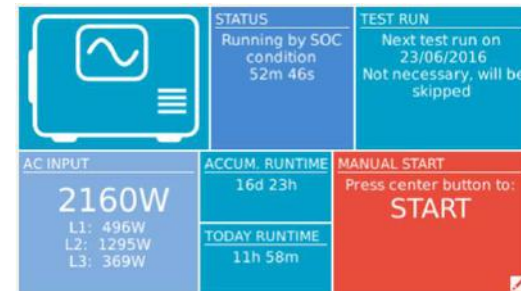 STATUS
Running by SOC
condition
52m 46s
TEST RUN
Next test run on
23/06/2016
Not necessary, will be
skipped
AC INPUT
2160W
L1: 496W
L2: 1295W
L3: 369W
ACCUM. RUNTIME
16d 23h
TODAY RUNTIME
11h 58m
MANUAL START
Press center button to:
START